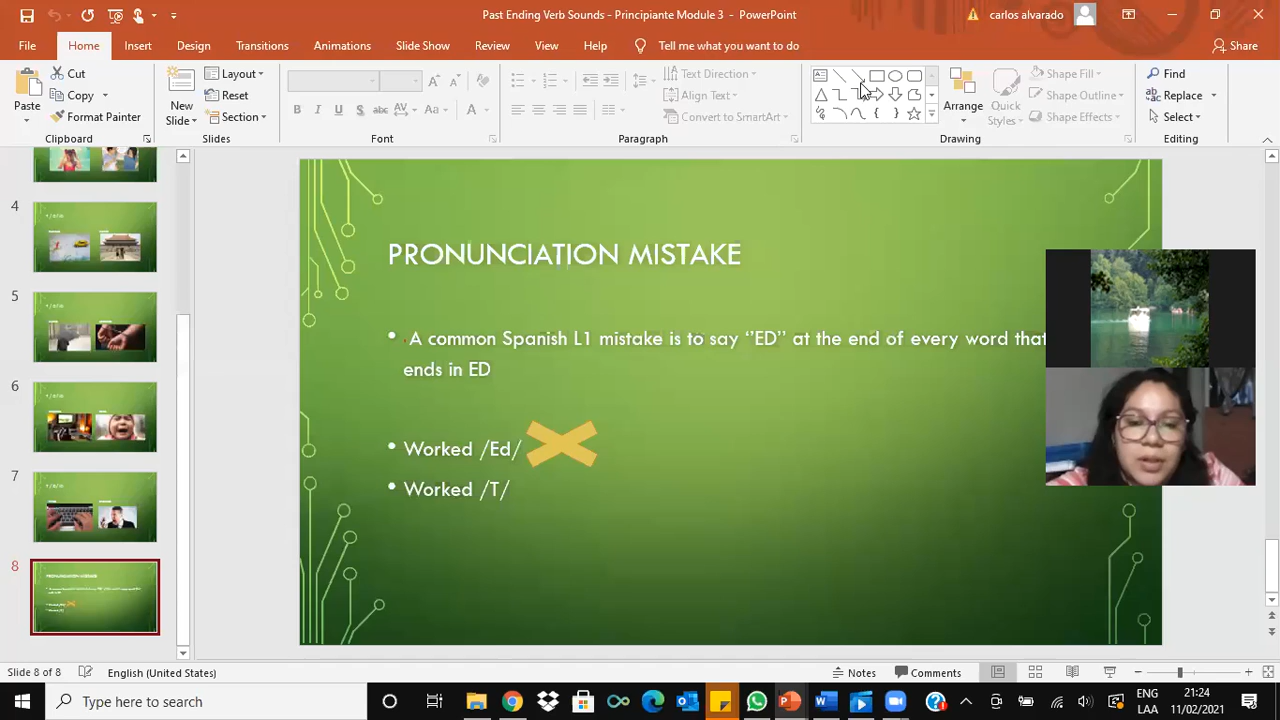 Past Ending Verb Sounds - Principiante Module 3 - PowerPoint
carlos alvarado
File Home Insert Design Transitions Animations Slide Show Review View Help Tell me what you want to do Share
Cut Layout Text Direction Shape Fill Find
Copy Reset Align Text Shape Outline Replace
Paste New Slide Section Convert to SmartArt Arrange Quick Styles Shape Effects Select
Clipboard Slides Font Paragraph Drawing Editing
4
5
6
7
8
PRONUNCIATION MISTAKE
• A common Spanish L1 mistake is to say ‘’ED’’ at the end of every word that
ends in ED
• Worked /Ed/
• Worked /T/
Slide 8 of 8 English (United States) Notes Comments
Type here to search
ENG 21:24
LAA 11/02/2021